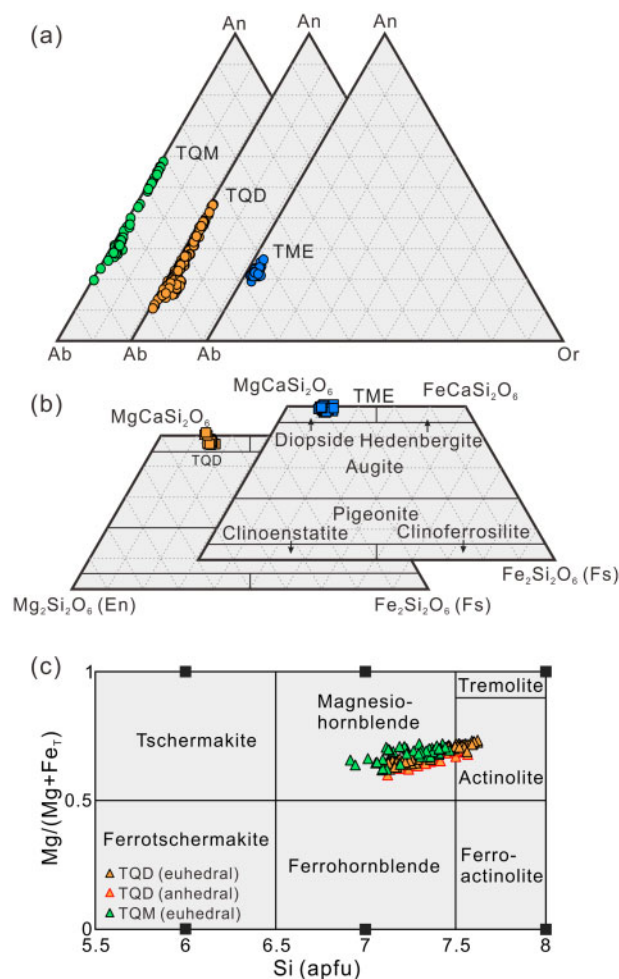 (a)
An An An
TQM
TQD
TME
Ab Ab Ab Or
(b)
MgCaSi₂O₆ TME FeCaSi₂O₆
MgCaSi₂O₆
Diopside Hedenbergite
TQD
Augite
Pigeonite
Clinoenstatite Clinoferrosilite
Fe₂Si₂O₆ (Fs)
Mg₂Si₂O₆ (En) Fe₂Si₂O₆ (Fs)
(c)
1
Tremolite
Magnesio-
hornblende
Tschermakite
Actinolite
Mg/(Mg+Fe_T)
0.5
Ferrotschermakite
TQD (euhedral)
TQD (anhedral)
TQM (euhedral)
Ferrohornblende
Ferro-
actinolite
0
5.5 6 6.5 7 7.5 8
Si (apfu)